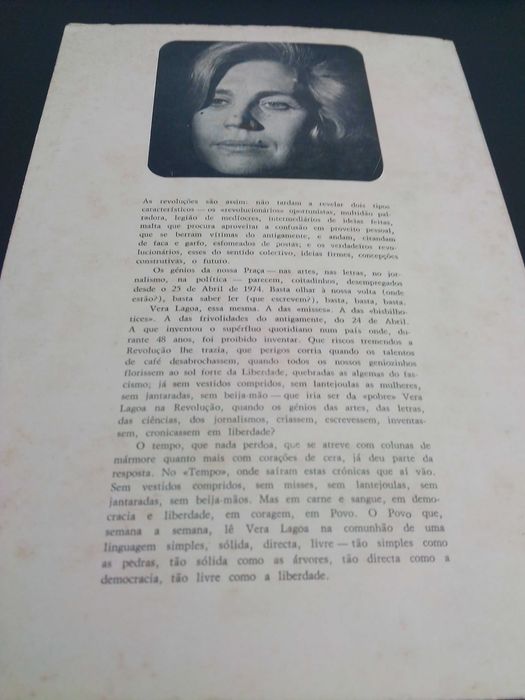 As revoluções são assim: não tardam a revelar dois tipos
característicos — os «revolucionários» oportunistas, multidão pal-
radora, legião de medíocres, intermediários de ideias feitas,
malta que procura aproveitar a confusão em proveito pessoal,
que se berram vítimas do antigamente, e andam, cirandam
de faca e garfo, esfomeados de postas; e os verdadeiros revo-
lucionários, esses do sentido colectivo, ideias firmes, concepções
construtivas, o futuro.
Os génios da nossa Praça — nas artes, nas letras, no jor-
nalismo, na política — parecem, coitadinhos, desempregados
desde o 25 de Abril de 1974. Basta olhar à nossa volta (onde
estão?), basta saber ler (que escrevem?), basta, basta, basta.
Vera Lagoa, essa mesma. A das «misses». A das «bisbilho-
tices». A das frivolidades do antigamente, do 24 de Abril.
A que inventou o supérfluo quotidiano num país onde, du-
rante 48 anos, foi proibido inventar. Que riscos tremendos a
Revolução lhe trazia, que perigos corria quando os talentos
de café desabrochassem, quando todos os nossos geniozinhos
florissem ao sol forte da Liberdade, quebradas as algemas do fas-
cismo; já sem vestidos compridos, sem lantejoulas as mulheres,
sem jantaradas, sem beija-mão — que iria ser da «pobre» Vera
Lagoa na Revolução, quando os génios das artes, das letras,
das ciências, dos jornalismos, criassem, escrevessem, inventas-
sem, cronicassem em liberdade?
O tempo, que nada perdoa, que se atreve com colunas de
mármore quanto mais com corações de cera, já deu parte da
resposta. No «Tempo», onde saíram estas crónicas que aí vão.
Sem vestidos compridos, sem misses, sem lantejoulas, sem
jantaradas, sem beija-mãos. Mas em carne e sangue, em demo-
cracia e liberdade, em coragem, em Povo. O Povo que,
semana a semana, lê Vera Lagoa na comunhão de uma
linguagem simples, sólida, directa, livre — tão simples como
as pedras, tão sólida como as árvores, tão directa como a
democracia, tão livre como a liberdade.